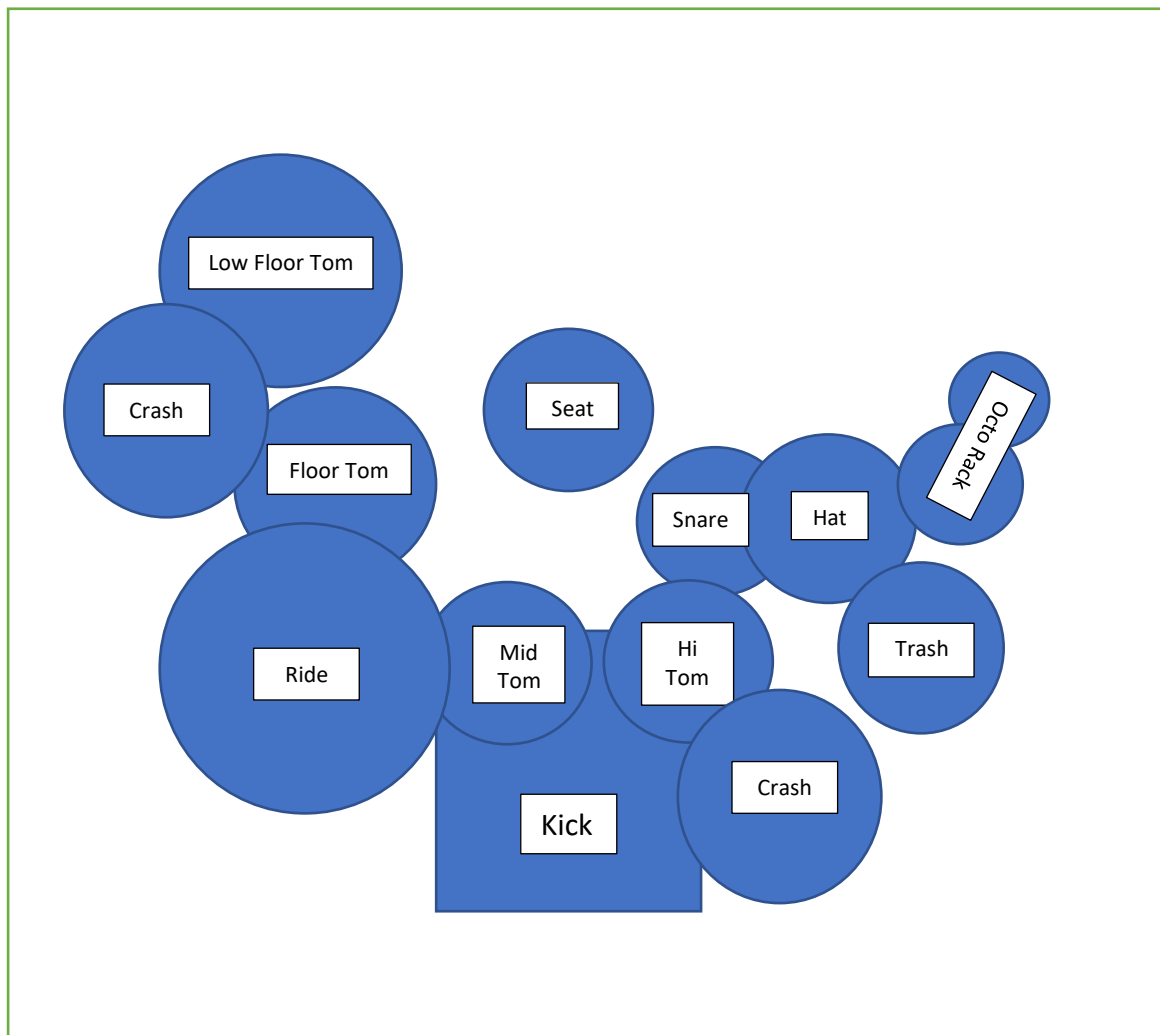 Low Floor Tom
Crash
Seat
Octo Rack
Floor Tom
Snare
Hat
Mid
Tom
Hi
Tom
Trash
Ride
Crash
Kick